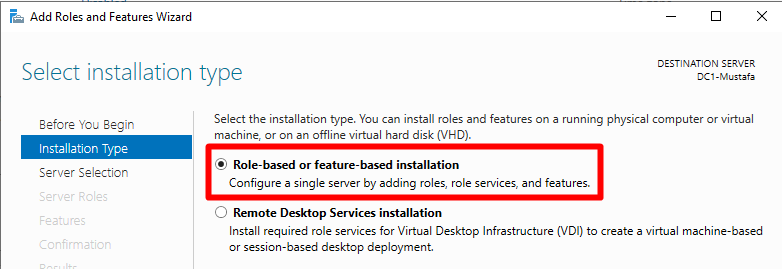 Add Roles and Features Wizard
Select installation type
DESTINATION SERVER
DC1-Mustafa
Before You Begin
Installation Type
Server Selection
Server Roles
Features
Confirmation
Results
Select the installation type. You can install roles and features on a running physical computer or virtual
machine, or on an offline virtual hard disk (VHD).
Role-based or feature-based installation
Configure a single server by adding roles, role services, and features.
Remote Desktop Services installation
Install required role services for Virtual Desktop Infrastructure (VDI) to create a virtual machine-based
or session-based desktop deployment.